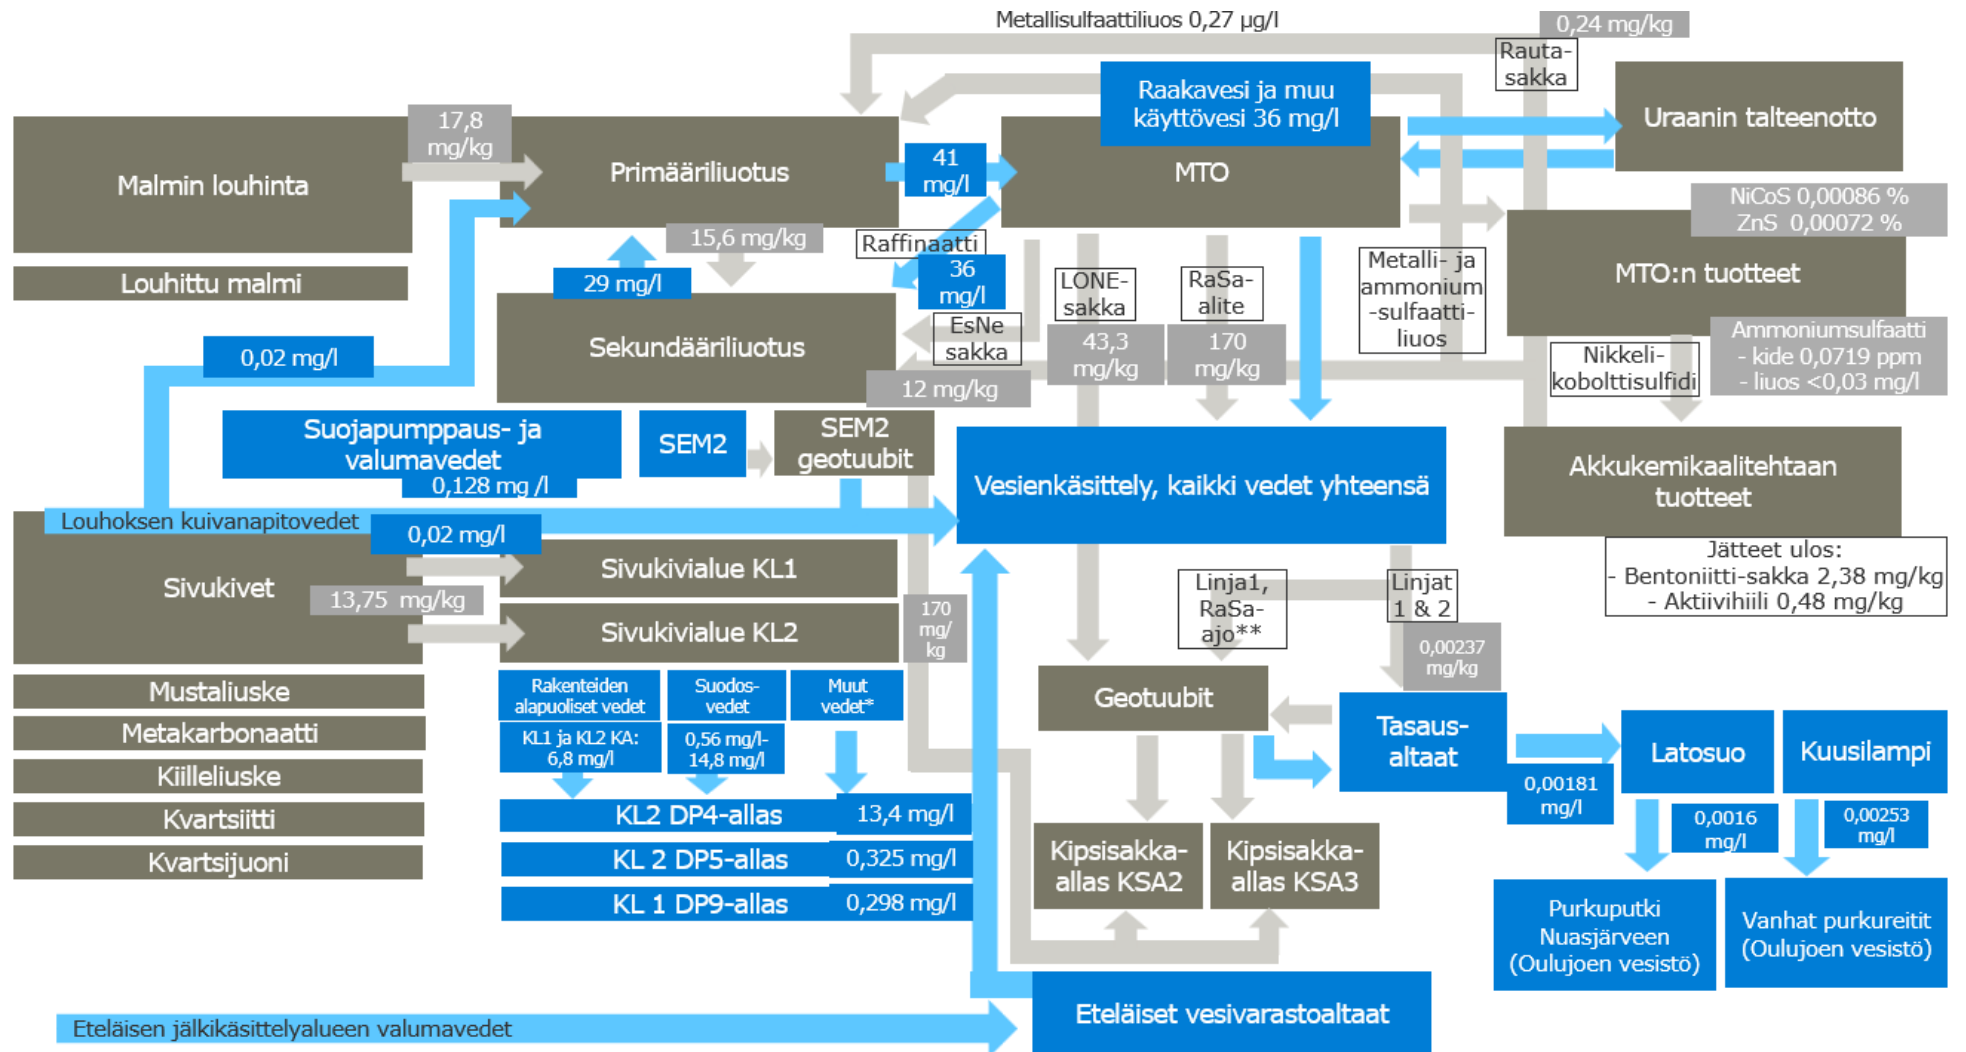 Metallisulfaattiliuos 0,27 µg/l
0,24 mg/kg
Rauta-
sakka
Raakavesi ja muu
käyttövesi 36 mg/l
Uraanin talteenotto
17,8
mg/kg
Malmin louhinta
Primääriliuotus
41
mg/l
MTO
NiCoS 0,00086 %
ZnS 0,00072 %
15,6 mg/kg
Raffinaatti
36
mg/l
Louhittu malmi
29 mg/l
LONE-
sakka
RaSa-
alite
Metalli- ja
ammonium
-sulfaatti-
liuos
MTO:n tuotteet
EsNe
sakka
Sekundääriliuotus
43,3
mg/kg
170
mg/kg
Ammoniumsulfaatti
- kide 0,0719 ppm
- liuos <0,03 mg/l
Nikkeli-
kobolttisulfidi
0,02 mg/l
12 mg/kg
Suojapumppaus- ja
valumavedet
0,128 mg /l
SEM2
SEM2
geotuubit
Vesienkäsittely, kaikki vedet yhteensä
Akkukemikaalitehtaan
tuotteet
Louhoksen kuivanapitovedet
0,02 mg/l
Jätteet ulos:
- Bentoniitti-sakka 2,38 mg/kg
- Aktiivihiili 0,48 mg/kg
Sivukivet
13,75 mg/kg
Sivukivialue KL1
Sivukivialue KL2
170
mg/
kg
Linja1,
RaSa-
ajo**
Linjat
1 & 2
0,00237
mg/kg
Mustaliuske
Metakarbonaatti
Kiilleliuske
Kvartsiitti
Kvartsijuoni
Rakenteiden
alapuoliset vedet
Suodos-
vedet
Muut
vedet*
KL1 ja KL2 KA:
6,8 mg/l
0,56 mg/l-
14,8 mg/l
KL2 DP4-allas
13,4 mg/l
KL 2 DP5-allas
0,325 mg/l
KL 1 DP9-allas
0,298 mg/l
Geotuubit
Tasaus-
altaat
Latosuo
Kuusilampi
0,00181
mg/l
0,0016
mg/l
0,00253
mg/l
Kipsisakka-
allas KSA2
Kipsisakka-
allas KSA3
Purkuputki
Nuasjärveen
(Oulujoen vesistö)
Vanhat purkureitit
(Oulujoen vesistö)
Eteläiset vesivarastoaltaat
Eteläisen jälkikäsittelyalueen valumavedet